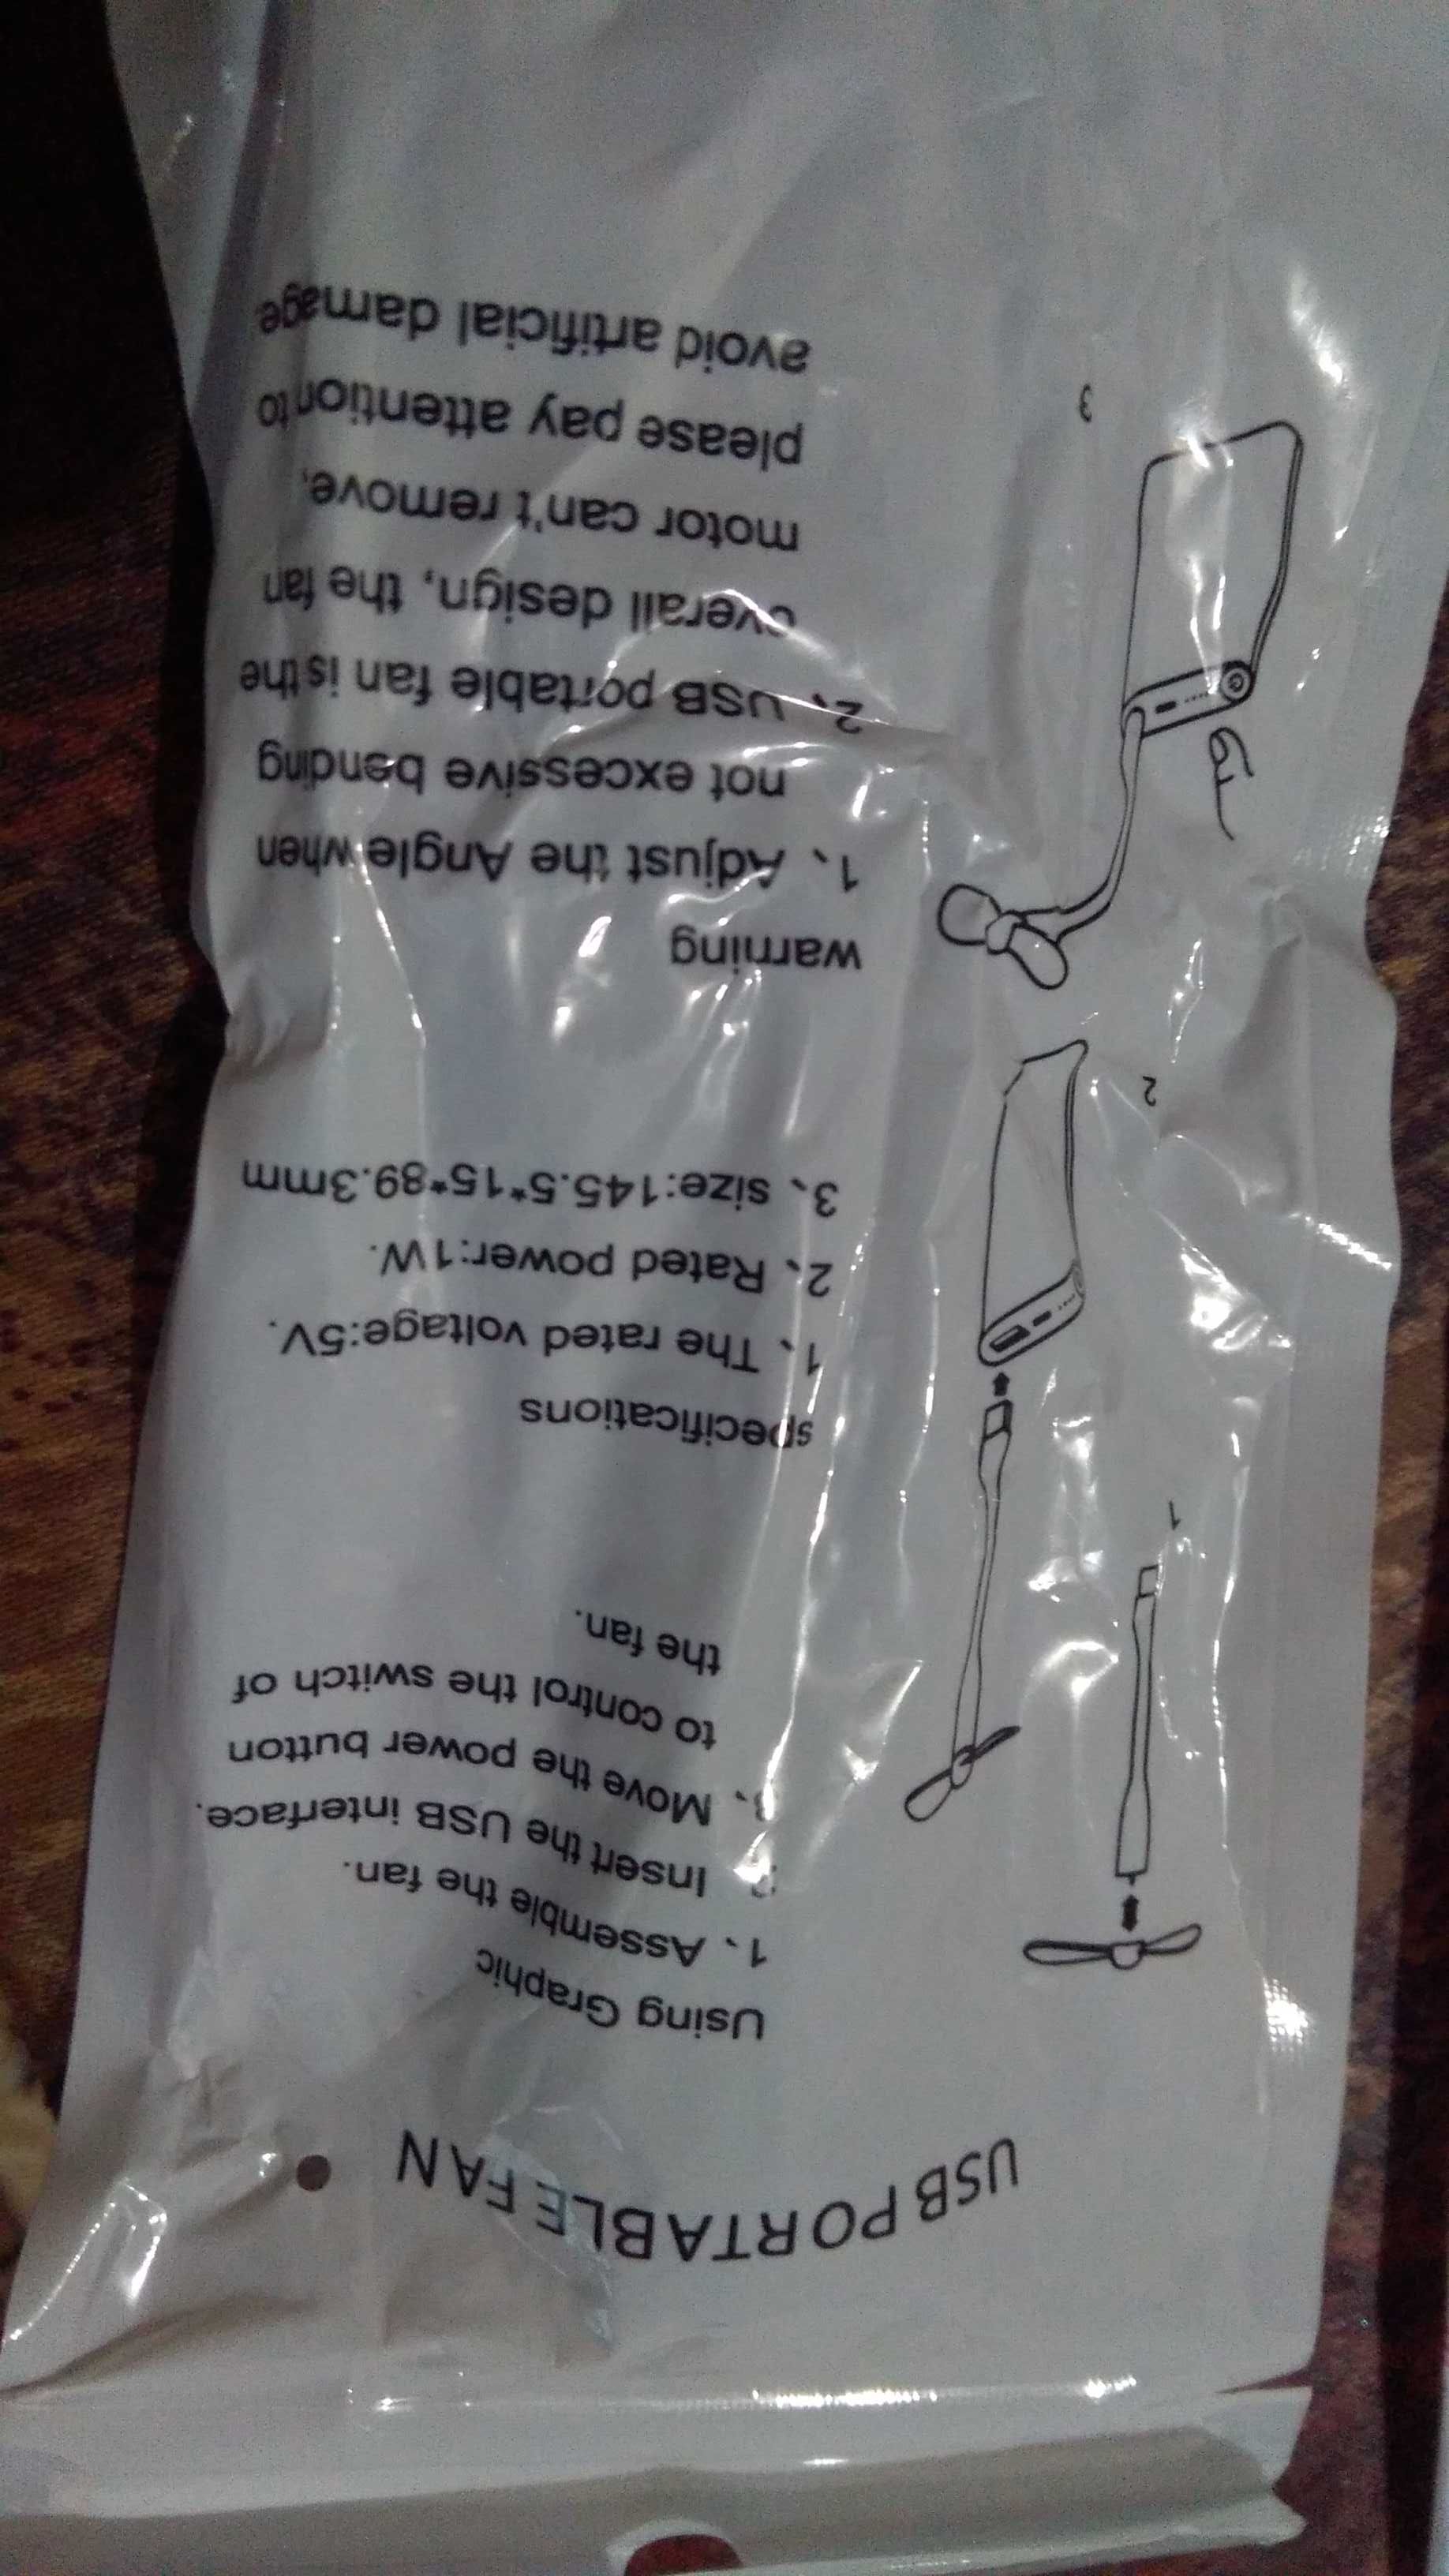 USB PORTABLE FAN
Using Graphic
1、Assemble the fan.
2、Insert the USB interface.
3、Move the power button
to control the switch of
the fan.
specifications
1、The rated voltage:5V.
2、Rated power:1W.
3、size:145.5*15*89.3mm
warning
1、Adjust the Angle when
not excessive bending
2、USB portable fan is the
overall design, the fan
motor can't remove,
please pay attention to
avoid artificial damage
1
2
3